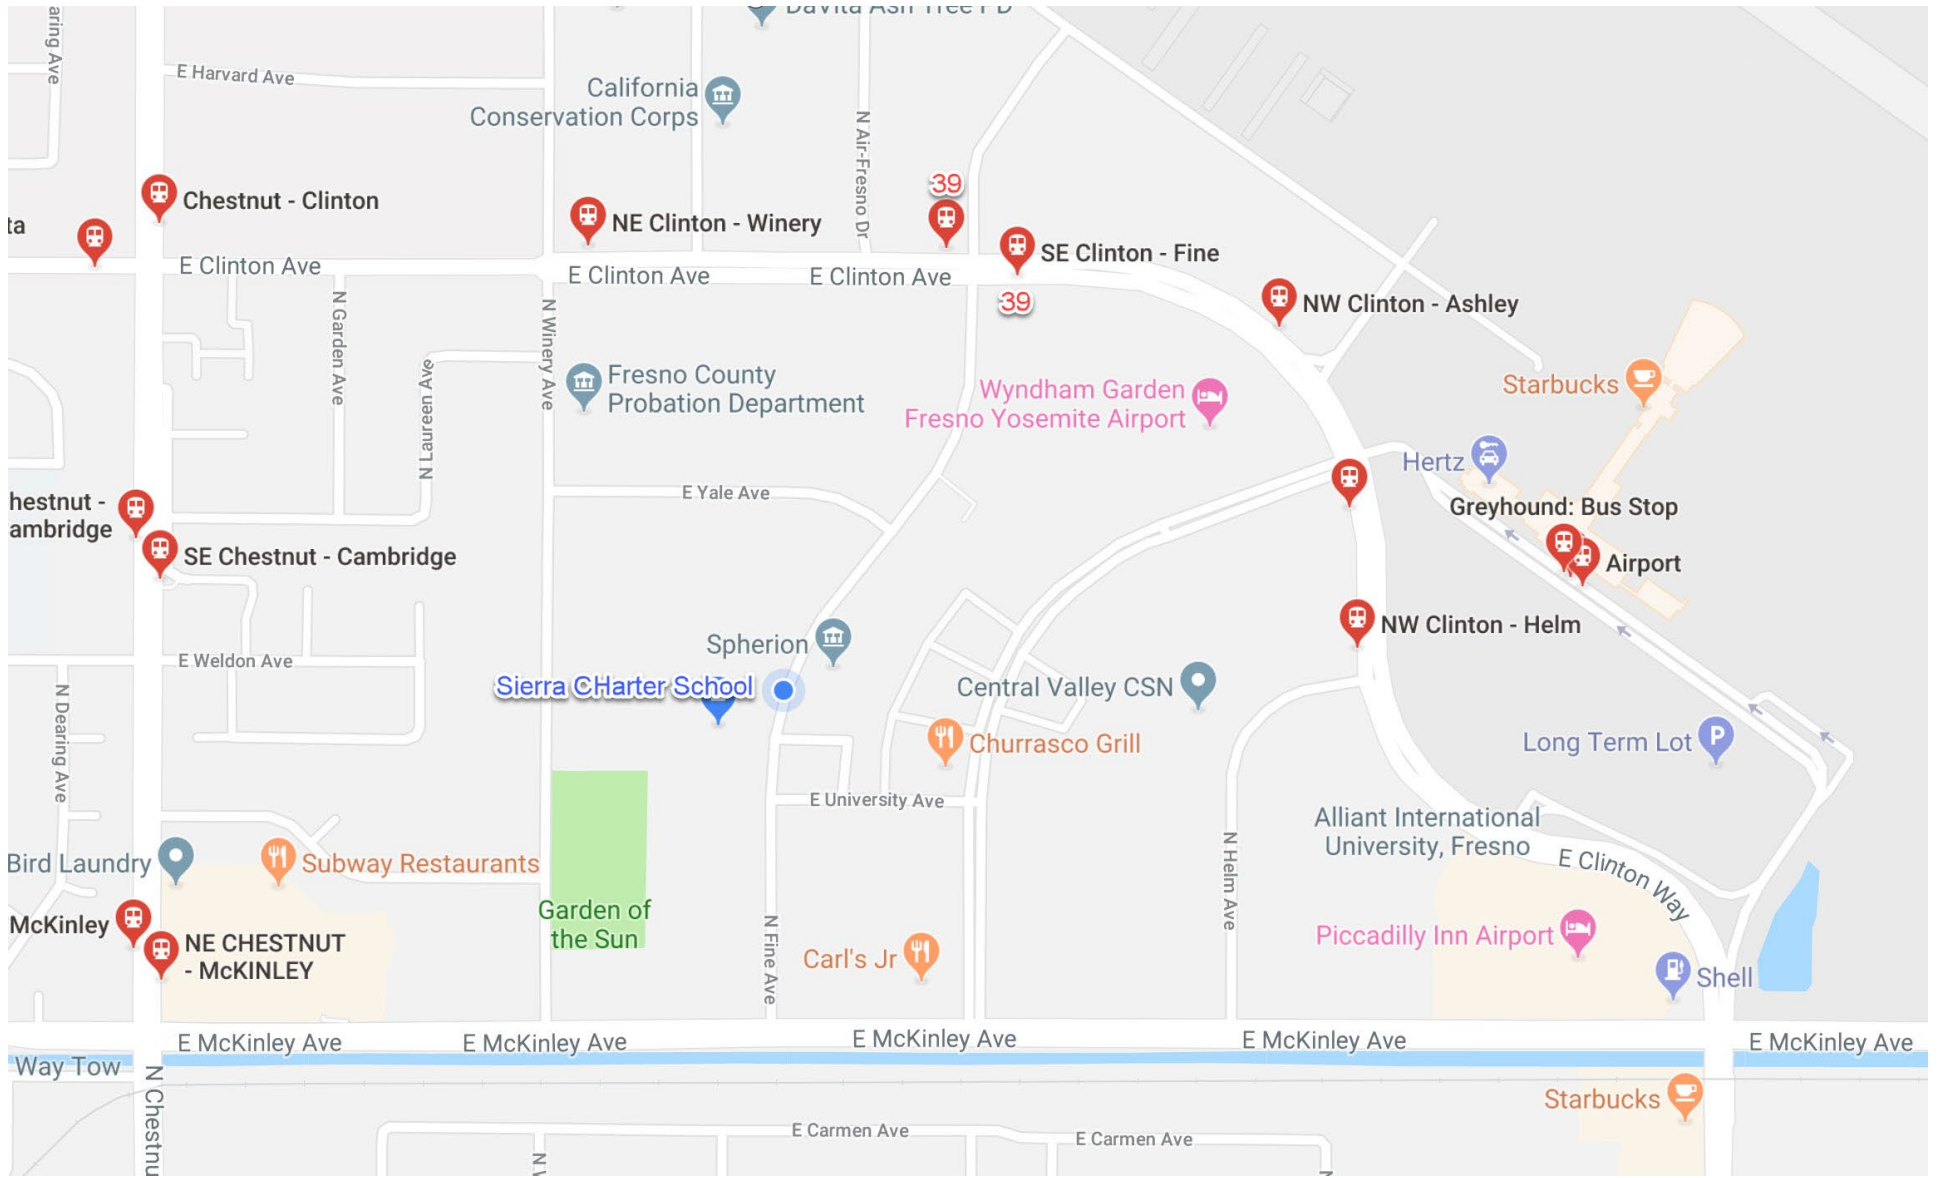 DaVita Ash Tree PD
aring Ave
E Harvard Ave
California
Conservation Corps
N Air-Fresno Dr
39
Chestnut - Clinton
ta
NE Clinton - Winery
SE Clinton - Fine
E Clinton Ave
E Clinton Ave
E Clinton Ave
39
NW Clinton - Ashley
N Garden Ave
N Winery Ave
N Laureen Ave
Fresno County
Probation Department
Wyndham Garden
Fresno Yosemite Airport
Starbucks
Hertz
E Yale Ave
Greyhound: Bus Stop
hestnut -
ambridge
SE Chestnut - Cambridge
Airport
NW Clinton - Helm
Spherion
E Weldon Ave
Sierra CHarter School
Central Valley CSN
N Dearing Ave
Churrasco Grill
Long Term Lot
E University Ave
Alliant International
University, Fresno
E Clinton Way
Bird Laundry
Subway Restaurants
N Helm Ave
McKinley
NE CHESTNUT
- McKINLEY
Garden of
the Sun
N Fine Ave
Carl's Jr
Piccadilly Inn Airport
Shell
E McKinley Ave
E McKinley Ave
E McKinley Ave
E McKinley Ave
E McKinley Ave
Way Tow
N Chestnu
Starbucks
E Carmen Ave
E Carmen Ave
N